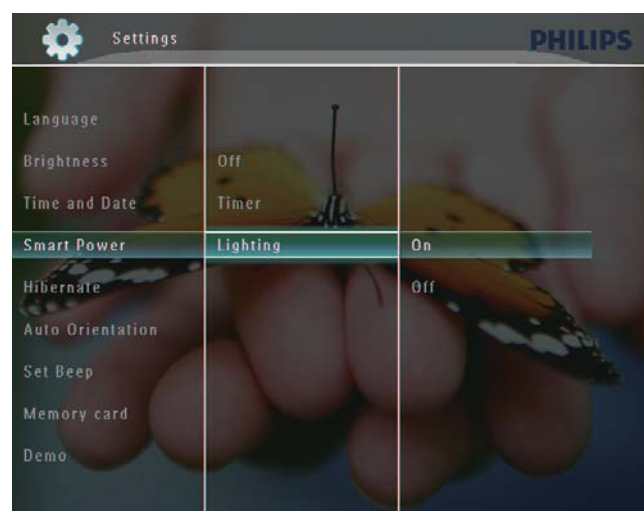 Settings
PHILIPS
Language
Brightness
Off
Time and Date
Timer
Smart Power
Lighting
On
Hibernate
Off
Auto Orientation
Set Beep
Memory card
Demo